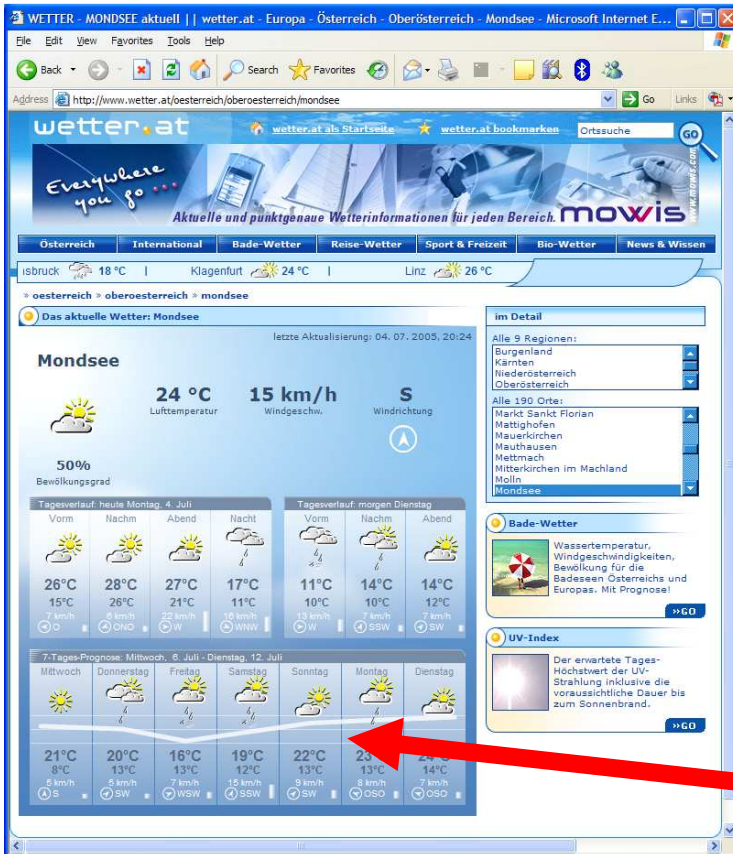 WETTER - MONDSEE aktuell || wetter.at - Europa - Österreich - Oberösterreich - Mondsee - Microsoft Internet E...
File Edit View Favorites Tools Help
Back Search Favorites
Address http://www.wetter.at/oesterreich/oberoesterreich/mondsee Go Links
wetter.at wetter.at als Startseite wetter.at bookmarken Ortssuche GO
Everywhere you go ...
Aktuelle und punktgenaue Wetterinformationen für jeden Bereich. mowis www.mowis.com
Österreich International Bade-Wetter Reise-Wetter Sport & Freizeit Bio-Wetter News & Wissen
isbruck 18 °C | Klagenfurt 24 °C | Linz 26 °C
» oesterreich » oberoesterreich » mondsee
Das aktuelle Wetter: Mondsee
letzte Aktualisierung: 04. 07. 2005, 20:24
Mondsee
24 °C 15 km/h S
Lufttemperatur Windgeschw. Windrichtung
50%
Bewölkungsgrad
Tagesverlauf: heute Montag, 4. Juli
Vorm Nachm Abend Nacht
26°C 28°C 27°C 17°C
15°C 26°C 21°C 11°C
7 km/h 6 km/h 22 km/h 16 km/h
O ONO W WNW
Tagesverlauf: morgen Dienstag
Vorm Nachm Abend
11°C 14°C 14°C
10°C 10°C 12°C
13 km/h 7 km/h 7 km/h
W SSW SW
7-Tages-Prognose: Mittwoch, 6. Juli - Dienstag, 12. Juli
Mittwoch Donnerstag Freitag Samstag Sonntag Montag Dienstag
21°C 20°C 16°C 19°C 22°C 23°C 24°C
8°C 13°C 13°C 12°C 13°C 13°C 14°C
5 km/h 5 km/h 7 km/h 15 km/h 9 km/h 8 km/h 7 km/h
S SW WSW SSW SW OSO OSO
im Detail
Alle 9 Regionen:
Burgenland
Kärnten
Niederösterreich
Oberösterreich
Alle 190 Orte:
Markt Sankt Florian
Mattighofen
Mauerkirchen
Mauthausen
Mettmach
Mitterkirchen im Machland
Molln
Mondsee
Bade-Wetter
Wassertemperatur,
Windgeschwindigkeiten,
Bewölkung für die
Badeseen Österreichs und
Europas. Mit Prognose!
»GO
UV-Index
Der erwartete Tages-
Höchstwert der UV-
Strahlung inklusive die
voraussichtliche Dauer bis
zum Sonnenbrand.
»GO